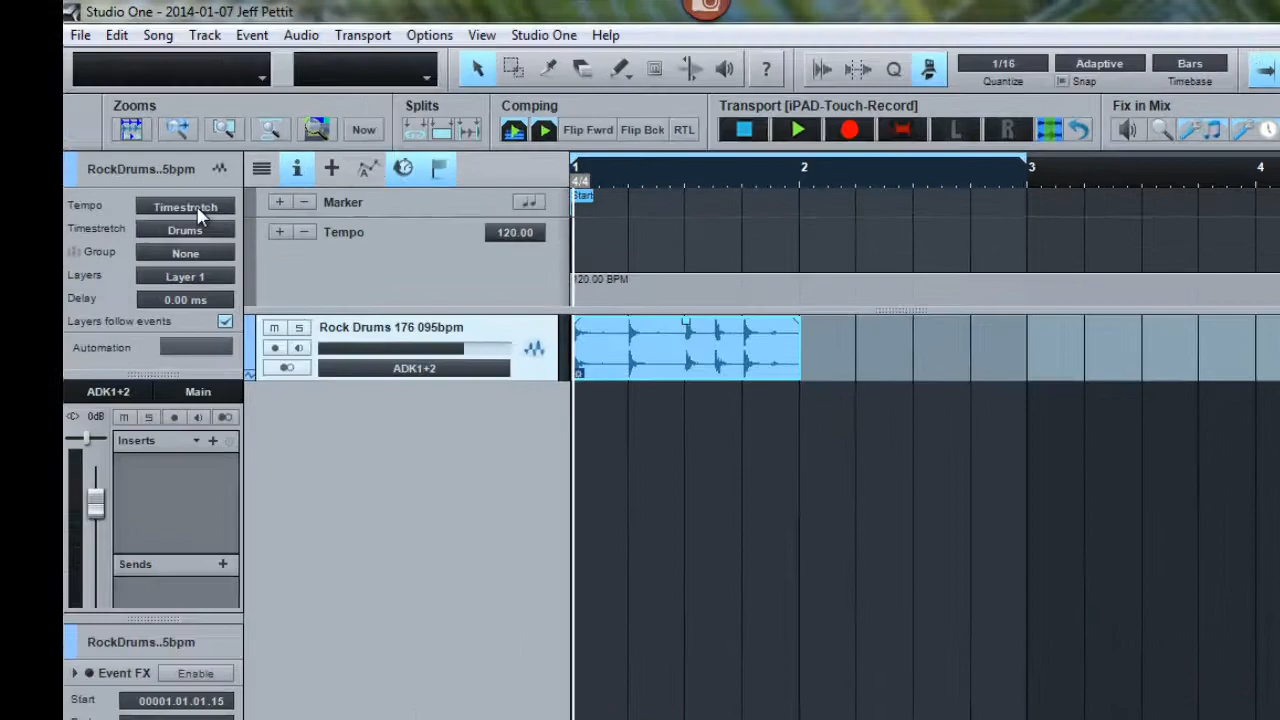 Studio One - 2014-01-07 Jeff Pettit
File Edit Song Track Event Audio Transport Options View Studio One Help
1/16 Adaptive Bars
Quantize Snap Timebase
Zooms Splits Comping Transport [iPAD-Touch-Record] Fix in Mix
Now Flip Fwrd Flip Bck RTL L R
RockDrums..5bpm
1 2 3 4
4/4
Tempo Timestretch
Timestretch Drums
Group None
Layers Layer 1
Delay 0.00 ms
Layers follow events
Automation
Marker
Start
Tempo 120.00
120.00 BPM
M S Rock Drums 176 095bpm
ADK1+2
ADK1+2 Main
<C> 0dB M S
Inserts
Sends
RockDrums..5bpm
Event FX Enable
Start 00001.01.01.15